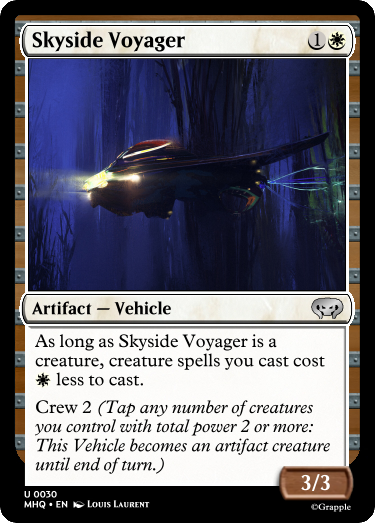 Skyside Voyager 1
Artifact — Vehicle
As long as Skyside Voyager is a
creature, creature spells you cast cost
less to cast.
Crew 2 (Tap any number of creatures
you control with total power 2 or more:
This Vehicle becomes an artifact creature
until end of turn.)
3/3
U 0030
MHQ • EN Louis Laurent
©Grapple